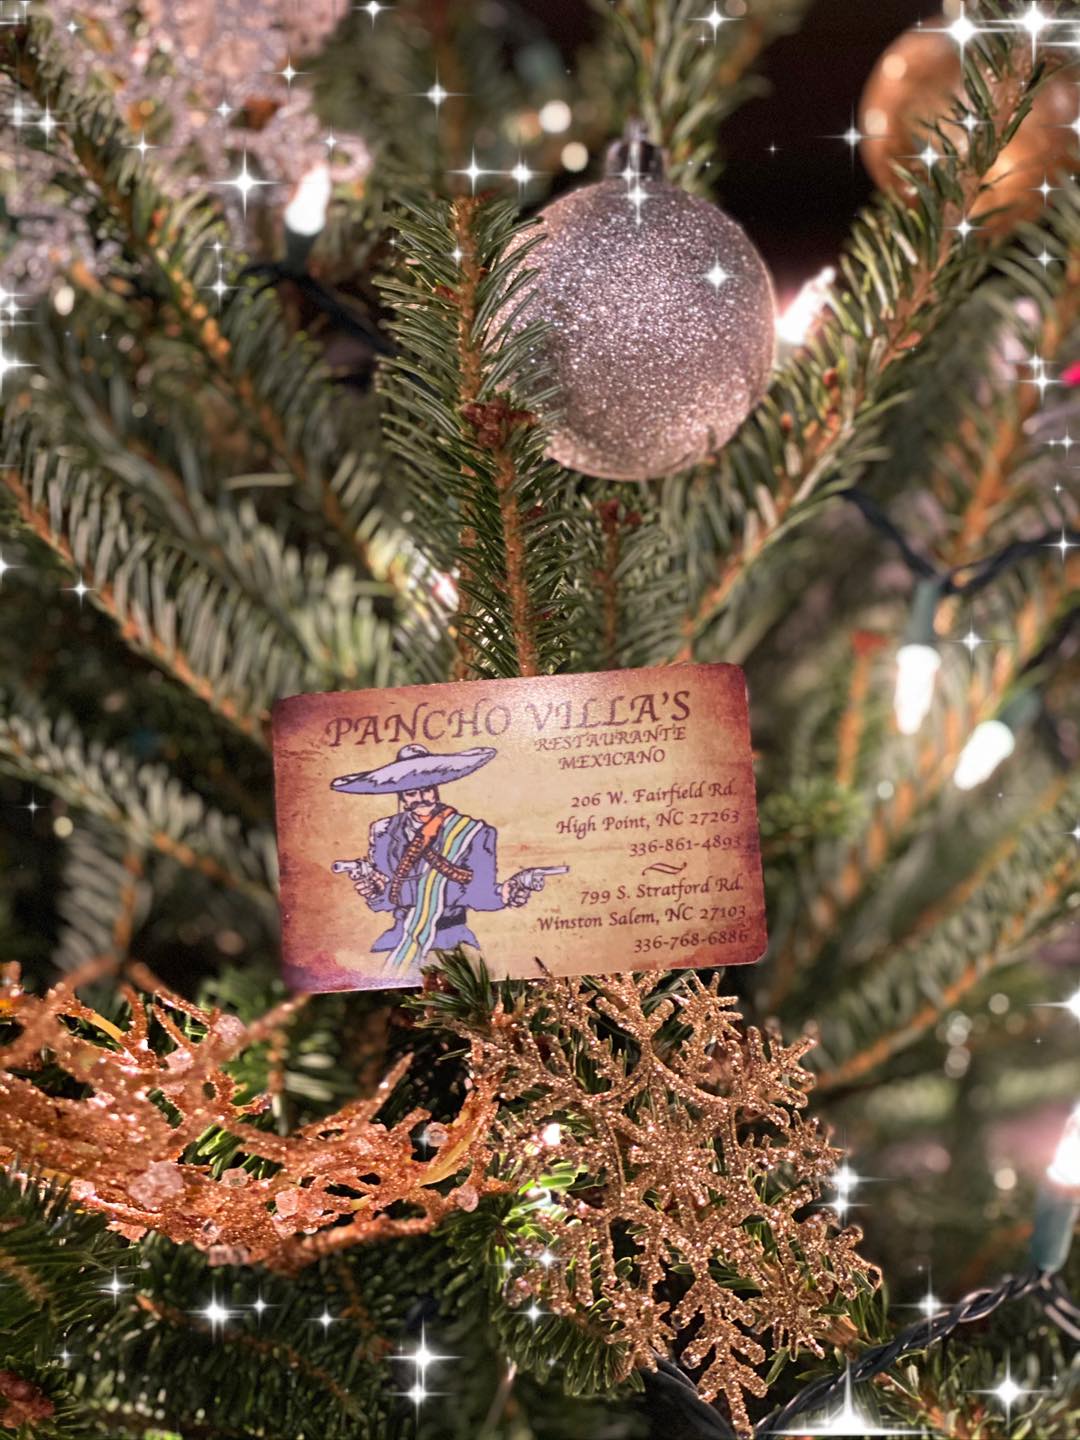 PANCHO VILLA'S
RESTAURANTE
MEXICANO
206 W. Fairfield Rd.
High Point, NC 27263
336-861-4893
799 S. Stratford Rd.
Winston Salem, NC 27103
336-768-6886